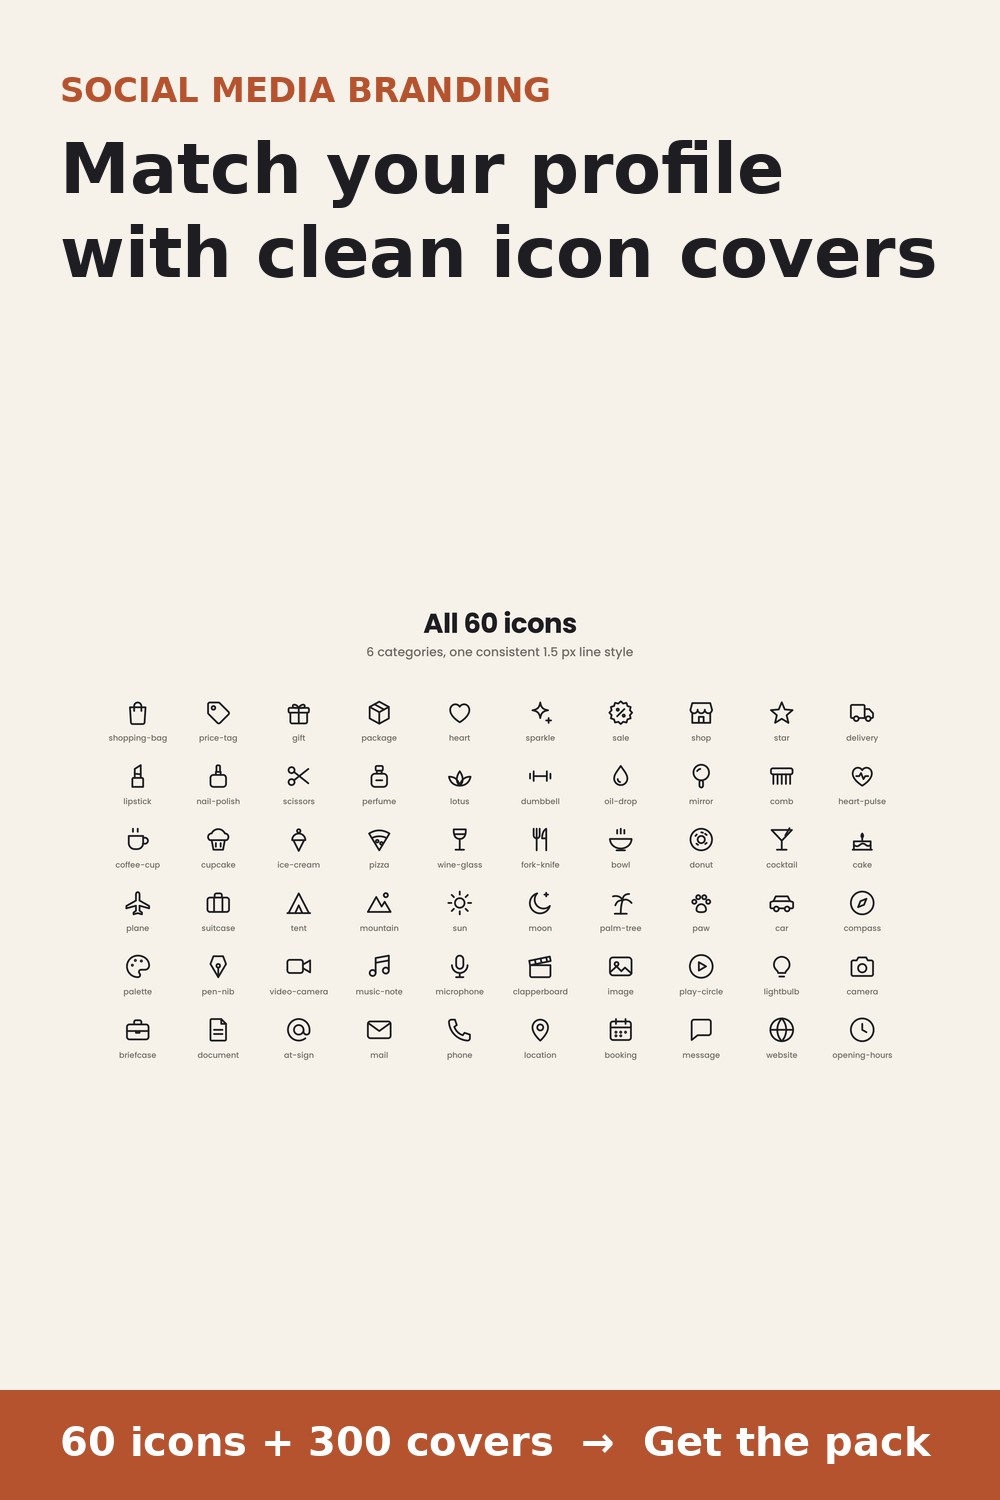 SOCIAL MEDIA BRANDING
Match your profile
with clean icon covers
All 60 icons
6 categories, one consistent 1.5 px line style
shopping-bag price-tag gift package heart sparkle sale shop star delivery
lipstick nail-polish scissors perfume lotus dumbbell oil-drop mirror comb heart-pulse
coffee-cup cupcake ice-cream pizza wine-glass fork-knife bowl donut cocktail cake
plane suitcase tent mountain sun moon palm-tree paw car compass
palette pen-nib video-camera music-note microphone clapperboard image play-circle lightbulb camera
briefcase document at-sign mail phone location booking message website opening-hours
60 icons + 300 covers → Get the pack